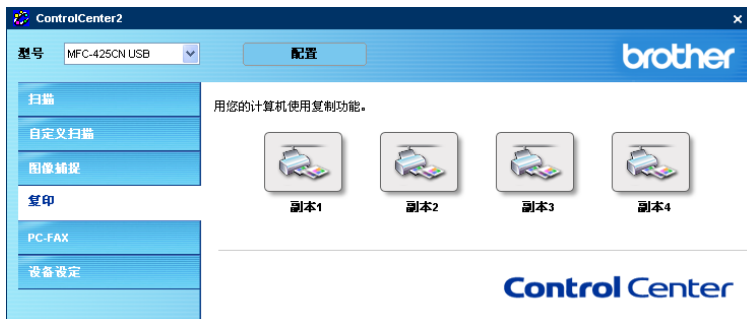 ControlCenter2
型号 MFC-425CN USB 配置 brother
扫描
自定义扫描
图像捕捉
复印
PC-FAX
设备设定
用您的计算机使用复制功能。
副本1 副本2 副本3 副本4
Control Center